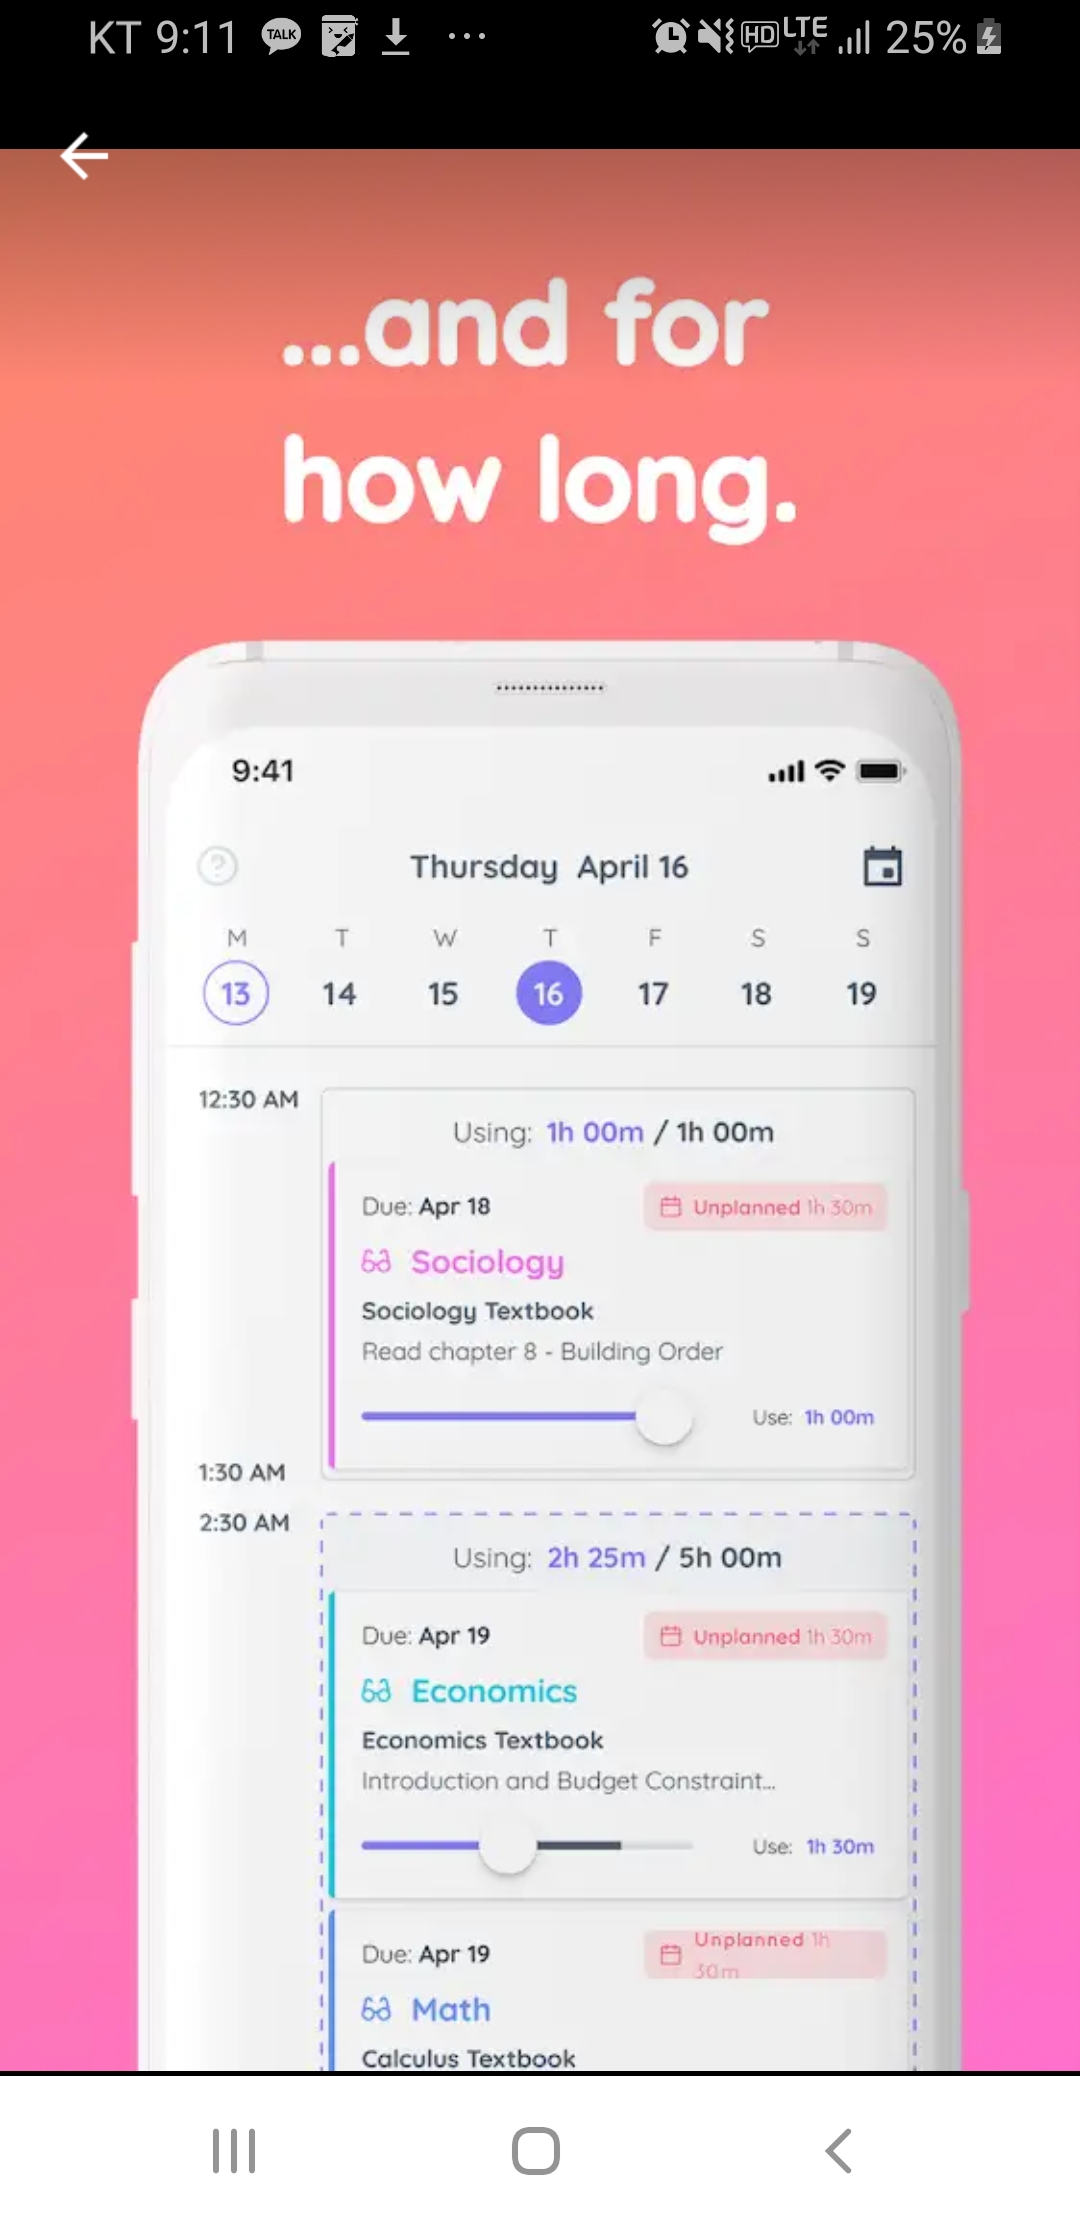 KT 9:11 TALK ... HD LTE 25%
...and for
how long.
9:41
? Thursday April 16
M T W T F S S
13 14 15 16 17 18 19
12:30 AM
Using: 1h 00m / 1h 00m
Due: Apr 18 Unplanned 1h 30m
Sociology
Sociology Textbook
Read chapter 8 - Building Order
Use: 1h 00m
1:30 AM
2:30 AM
Using: 2h 25m / 5h 00m
Due: Apr 19 Unplanned 1h 30m
Economics
Economics Textbook
Introduction and Budget Constraint...
Use: 1h 30m
Due: Apr 19 Unplanned 1h
30m
Math
Calculus Textbook